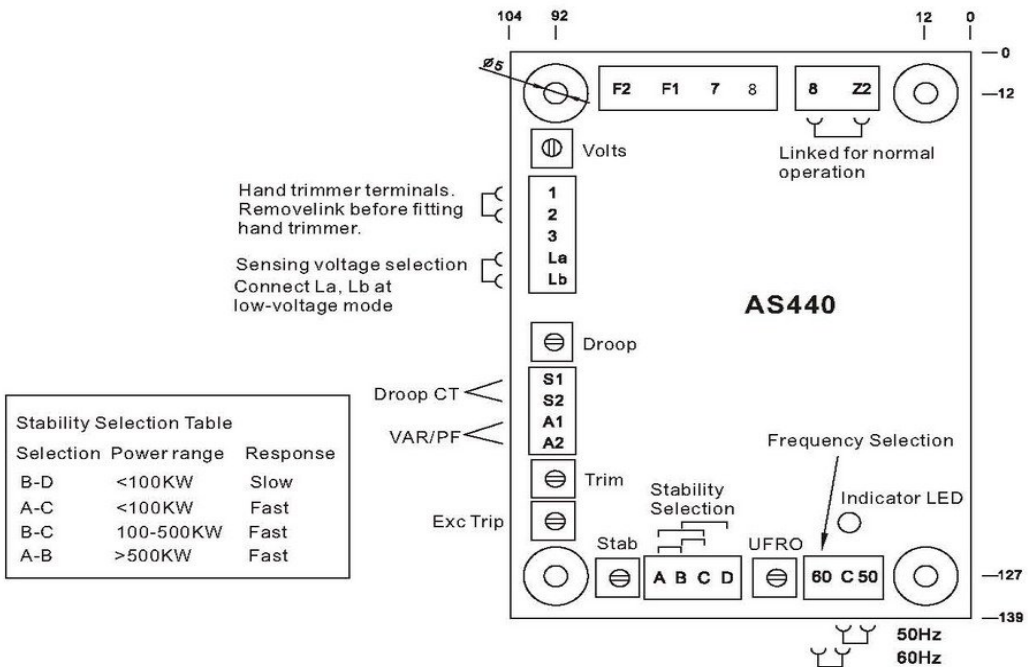 104 92 12 0
0
12
ø5
F2 F1 7 8
8 Z2
Linked for normal
operation
Volts
Hand trimmer terminals.
Removelink before fitting
hand trimmer.
1
2
3
La
Lb
Sensing voltage selection
Connect La, Lb at
low-voltage mode
AS440
Droop
Droop CT
S1
S2
A1
A2
VAR/PF
Stability Selection Table
Selection Power range Response
B-D <100KW Slow
A-C <100KW Fast
B-C 100-500KW Fast
A-B >500KW Fast
Trim
Exc Trip
Stability
Selection
Frequency Selection
Indicator LED
Stab
A B C D
UFRO
60 C 50
127
139
50Hz
60Hz